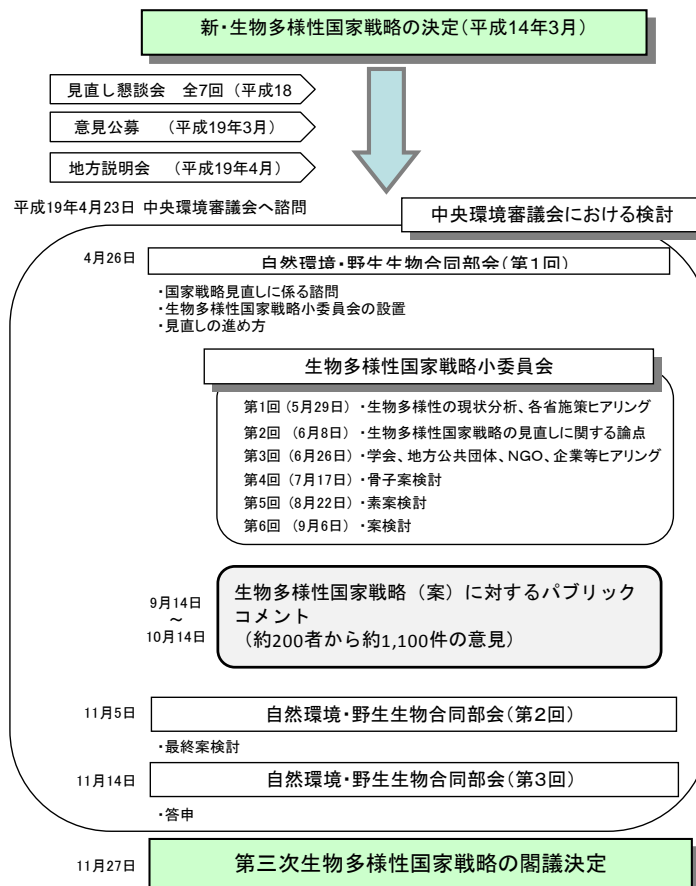 新・生物多様性国家戦略の決定（平成14年3月）
見直し懇談会　全7回（平成18
意見公募　（平成19年3月）
地方説明会　（平成19年4月）
平成19年4月23日 中央環境審議会へ諮問
中央環境審議会における検討
4月26日
自然環境・野生生物合同部会（第1回）
・国家戦略見直しに係る諮問
・生物多様性国家戦略小委員会の設置
・見直しの進め方
生物多様性国家戦略小委員会
第1回（5月29日）・生物多様性の現状分析、各省施策ヒアリング
第2回　（6月8日）・生物多様性国家戦略の見直しに関する論点
第3回（6月26日）・学会、地方公共団体、NGO、企業等ヒアリング
第4回（7月17日）・骨子案検討
第5回（8月22日）・素案検討
第6回　（9月6日）・案検討
9月14日
～
10月14日
生物多様性国家戦略（案）に対するパブリック
コメント
（約200者から約1,100件の意見）
11月5日
自然環境・野生生物合同部会（第2回）
・最終案検討
11月14日
自然環境・野生生物合同部会（第3回）
・答申
11月27日
第三次生物多様性国家戦略の閣議決定